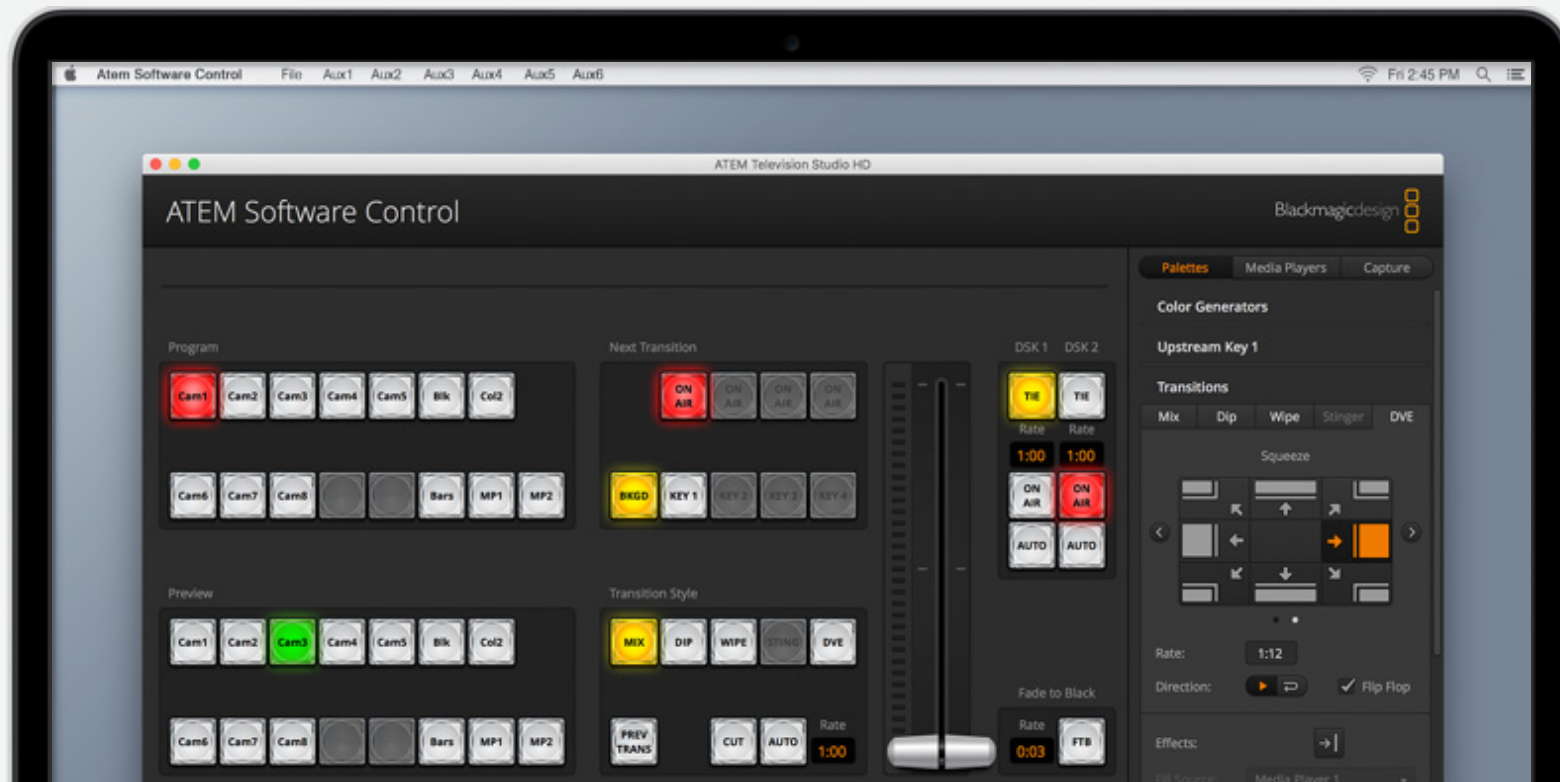 Atem Software Control File Aux1 Aux2 Aux3 Aux4 Aux5 Aux6 Fri 2:45 PM
ATEM Television Studio HD
ATEM Software Control
Blackmagicdesign
Palettes Media Players Capture
Color Generators
Upstream Key 1
Transitions
Mix Dip Wipe Stinger DVE
Squeeze
Rate: 1:12
Direction: Flip Flop
Effects:
Fill Source: Media Player 1
Program
Cam1 Cam2 Cam3 Cam4 Cam5 Blk Col2
Cam6 Cam7 Cam8 Bars MP1 MP2
Next Transition
ON AIR ON AIR ON AIR ON AIR
BKGD KEY 1 KEY 2 KEY 3 KEY 4
DSK 1 DSK 2
TIE TIE
Rate Rate
1:00 1:00
ON AIR ON AIR
AUTO AUTO
Preview
Cam1 Cam2 Cam3 Cam4 Cam5 Blk Col2
Cam6 Cam7 Cam8 Bars MP1 MP2
Transition Style
MIX DIP WIPE STING DVE
PREV TRANS CUT AUTO Rate 1:00
Fade to Black
Rate
0:03 FTB